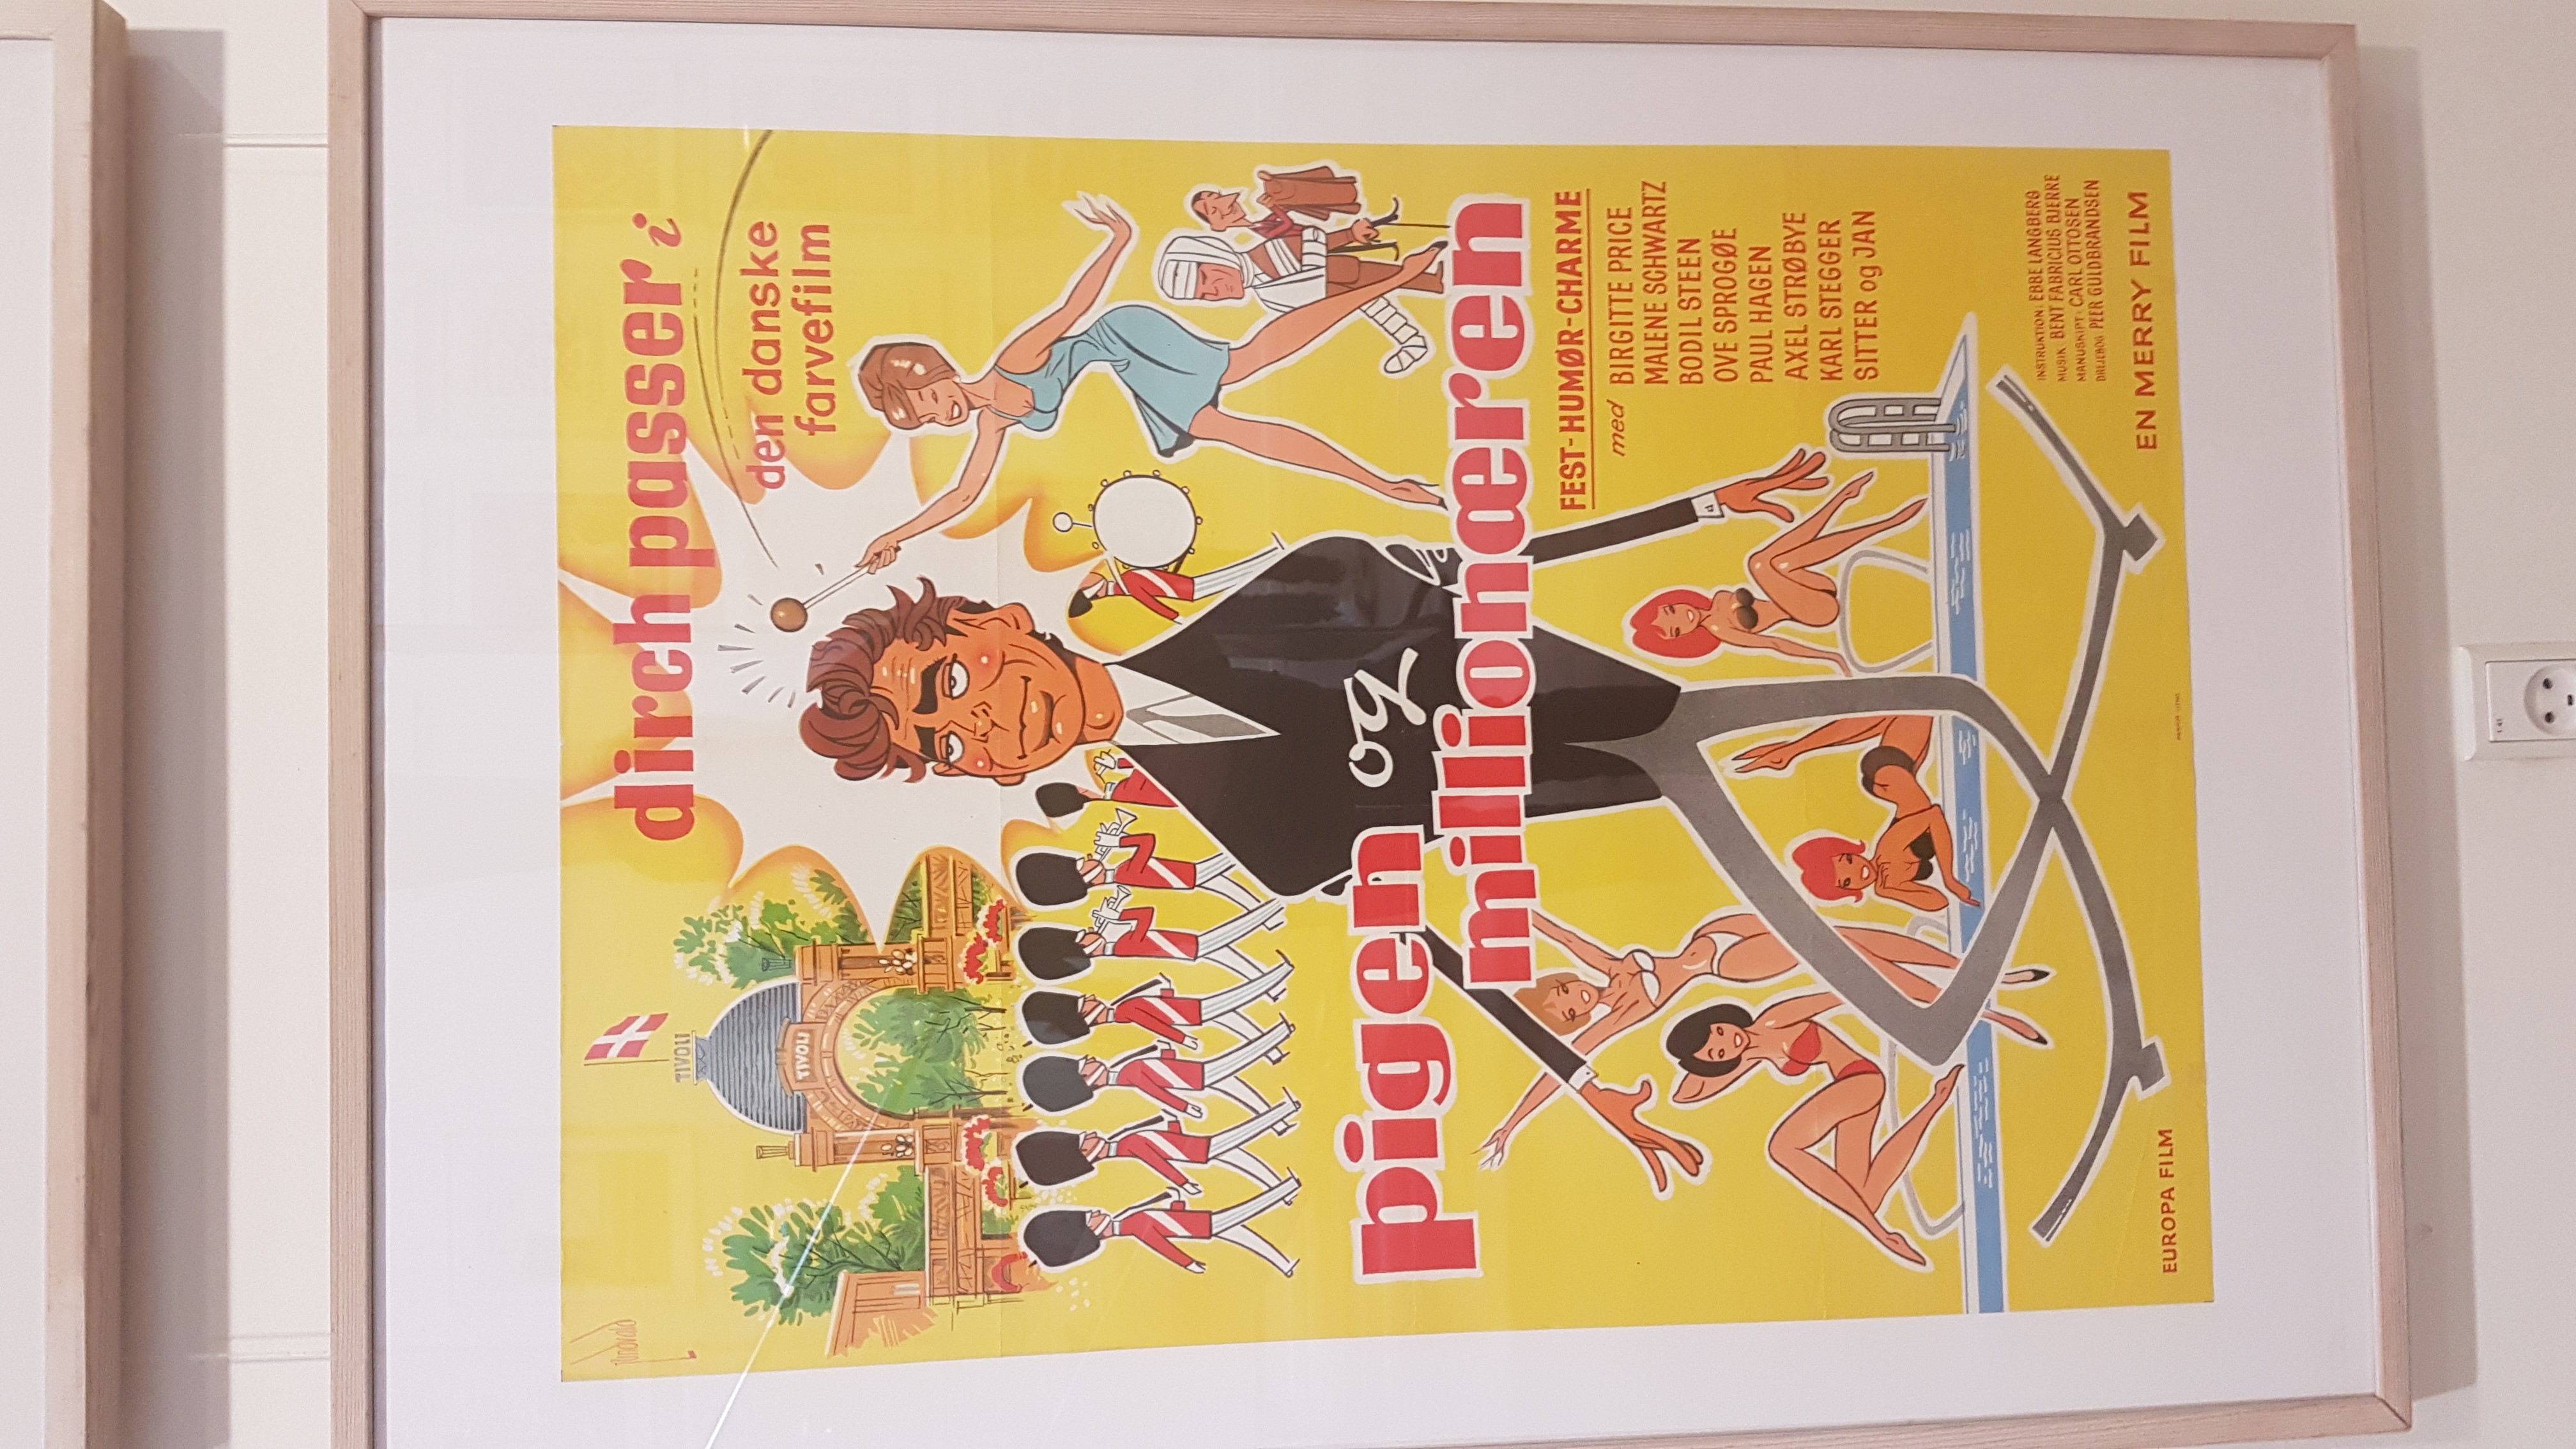 lundvald
TIVOLI
TIVOLI
dirch passer i
den danske
farvefilm
pigen og
millionæren
FEST-HUMØR-CHARME
med BIRGITTE PRICE
MALENE SCHWARTZ
BODIL STEEN
OVE SPROGØE
PAUL HAGEN
AXEL STRØBYE
KARL STEGGER
SITTER og JAN
INSTRUKTION: EBBE LANGBERG
MUSIK: BENT FABRICIUS BJERRE
MANUSKIPT: CARL OTTOSEN
DREJEBOG PEER GULDBRANDSEN
EN MERRY FILM
EUROPA FILM